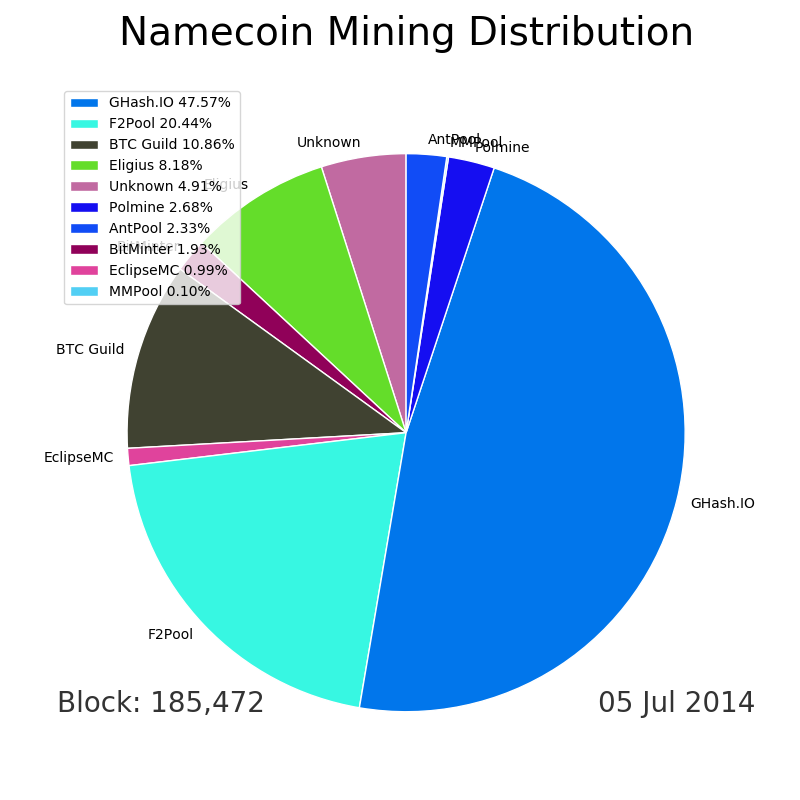 Namecoin Mining Distribution
GHash.IO 47.57%
F2Pool 20.44%
BTC Guild 10.86%
Eligius 8.18%
Unknown 4.91%
Polmine 2.68%
AntPool 2.33%
BitMinter 1.93%
EclipseMC 0.99%
MMPool 0.10%
Unknown
AntPool
MMPool
Polmine
Eligius
BitMinter
BTC Guild
EclipseMC
GHash.IO
F2Pool
Block: 185,472
05 Jul 2014